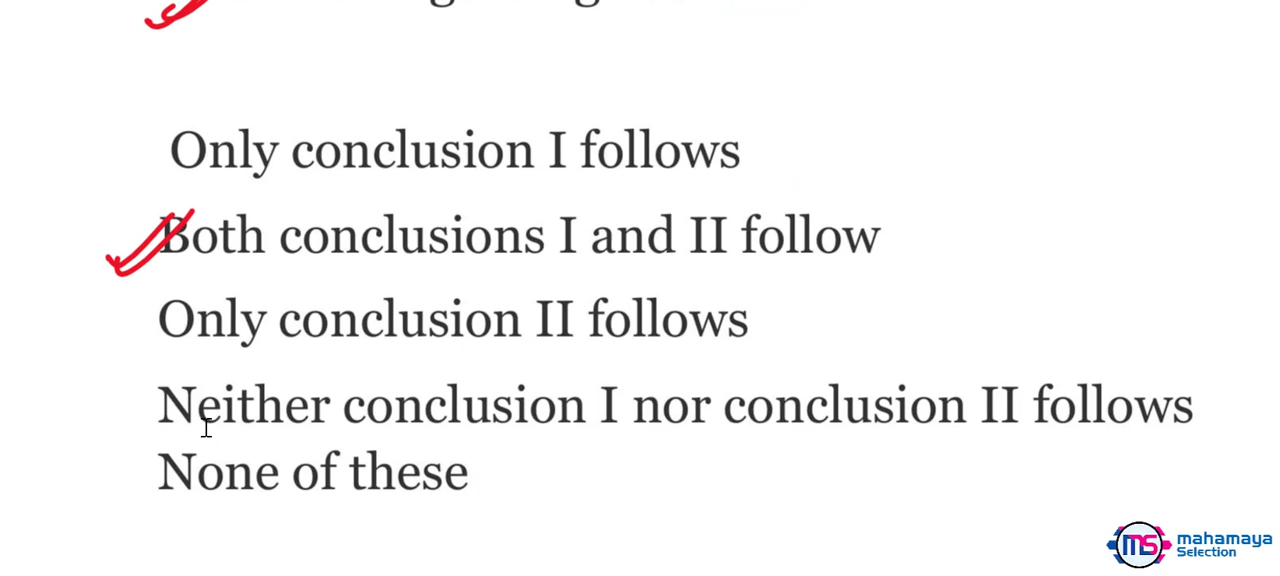 Only conclusion I follows
Both conclusions I and II follow
Only conclusion II follows
Neither conclusion I nor conclusion II follows
None of these
ms mahamaya
Selection